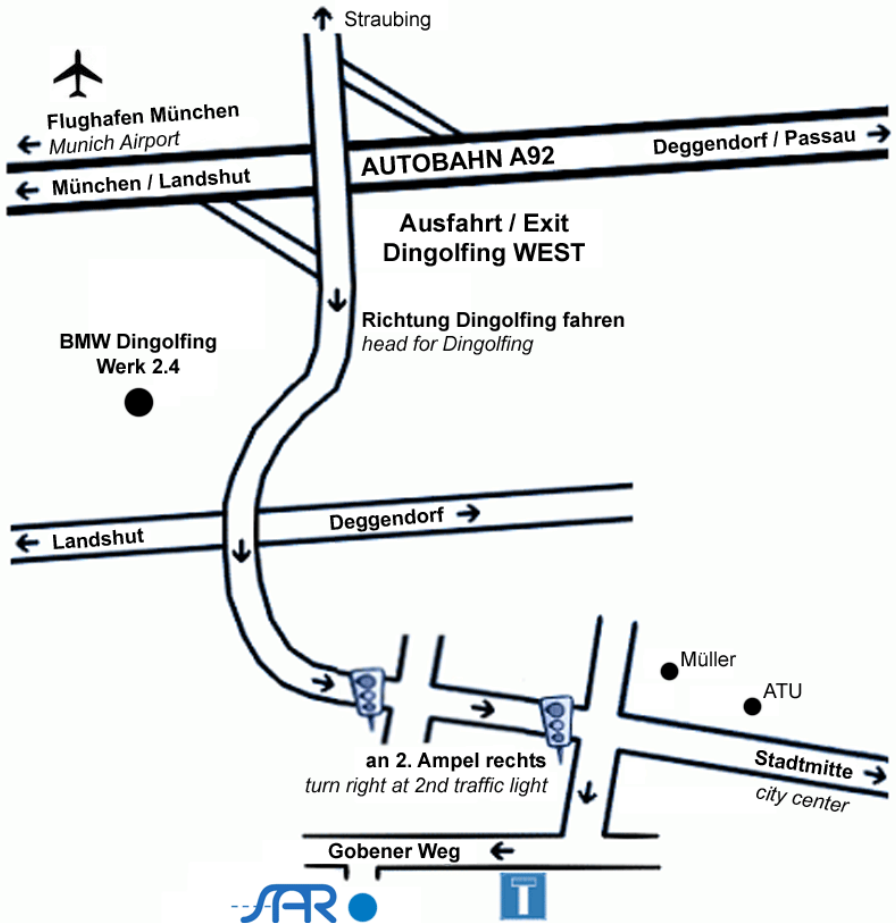 Straubing
Flughafen München
Munich Airport
München / Landshut
AUTOBAHN A92
Deggendorf / Passau
Ausfahrt / Exit
Dingolfing WEST
Richtung Dingolfing fahren
head for Dingolfing
BMW Dingolfing
Werk 2.4
Landshut
Deggendorf
Müller
ATU
an 2. Ampel rechts
turn right at 2nd traffic light
Stadtmitte
city center
Gobener Weg
SAR